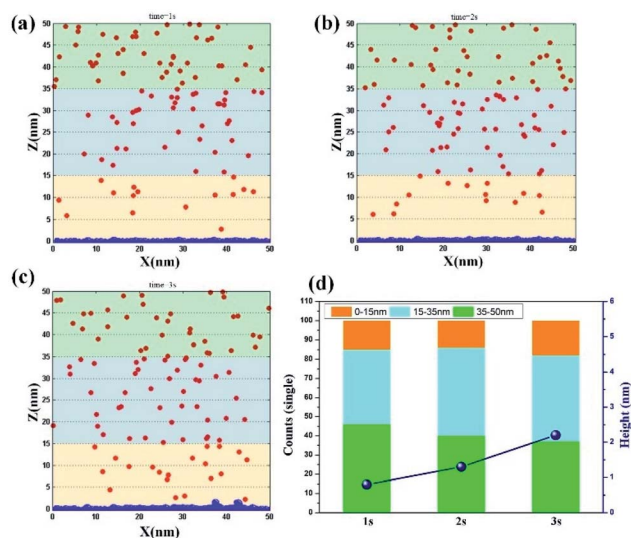 (a)
time=1s
50
45
40
35
30
25
20
15
10
5
0
Z(nm)
0 10 20 30 40 50
X(nm)
(b)
time=2s
50
45
40
35
30
25
20
15
10
5
0
Z(nm)
0 10 20 30 40 50
X(nm)
(c)
time=3s
50
45
40
35
30
25
20
15
10
5
0
Z(nm)
0 10 20 30 40 50
X(nm)
(d)
0-15nm 15-35nm 35-50nm
110
100
90
80
70
60
50
40
30
20
10
0
Counts (single)
6
5
4
3
2
1
0
Height (nm)
1s 2s 3s